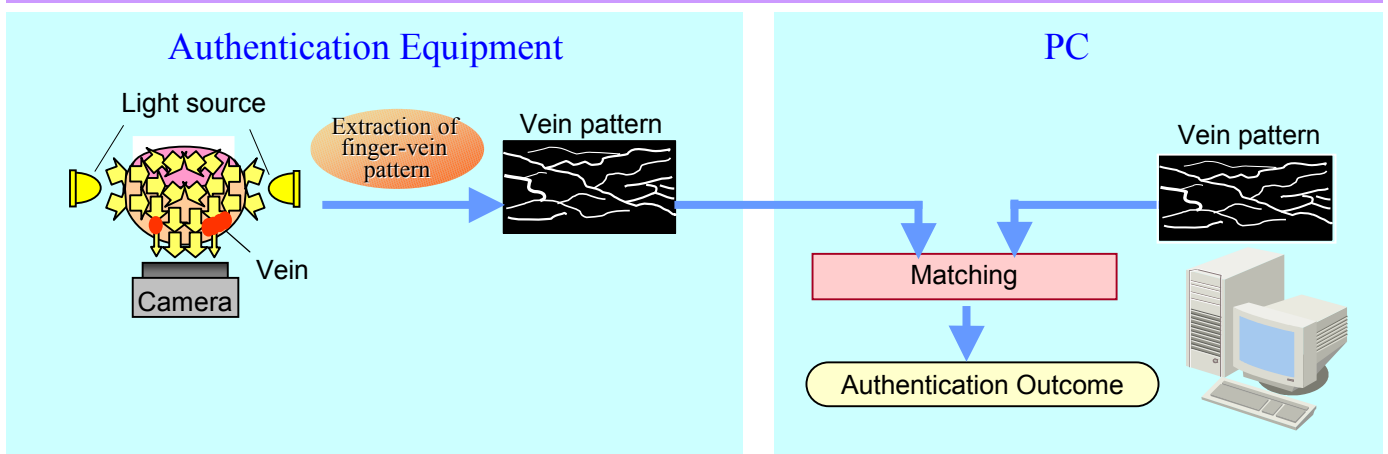 Authentication Equipment
Light source
Extraction of
finger-vein
pattern
Vein pattern
Vein
Camera
PC
Vein pattern
Matching
Authentication Outcome